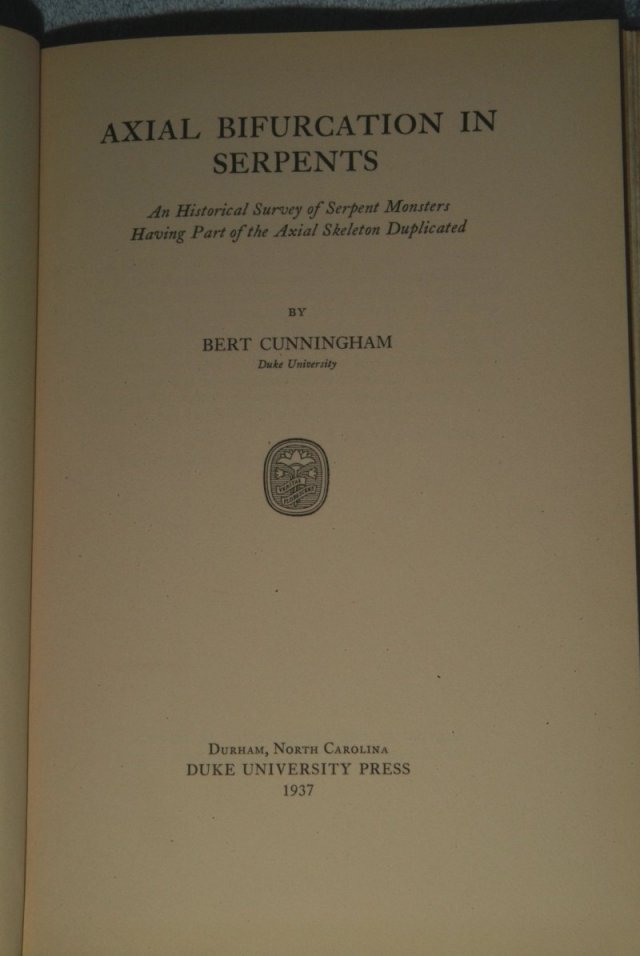 AXIAL BIFURCATION IN
SERPENTS
An Historical Survey of Serpent Monsters
Having Part of the Axial Skeleton Duplicated
BY
BERT CUNNINGHAM
Duke University
DURHAM, NORTH CAROLINA
DUKE UNIVERSITY PRESS
1937